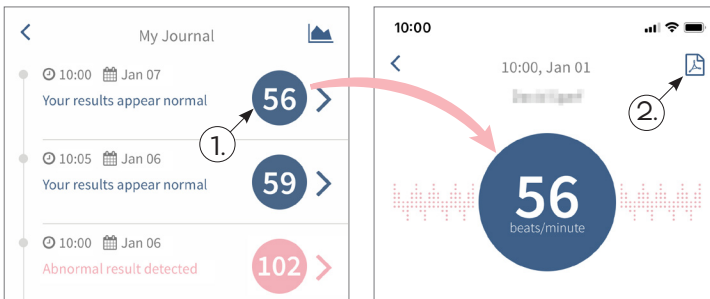 My Journal
10:00 Jan 07
Your results appear normal
56
1.
10:05 Jan 06
Your results appear normal
59
10:00 Jan 06
Abnormal result detected
102
10:00
10:00, Jan 01
2.
56
beats/minute